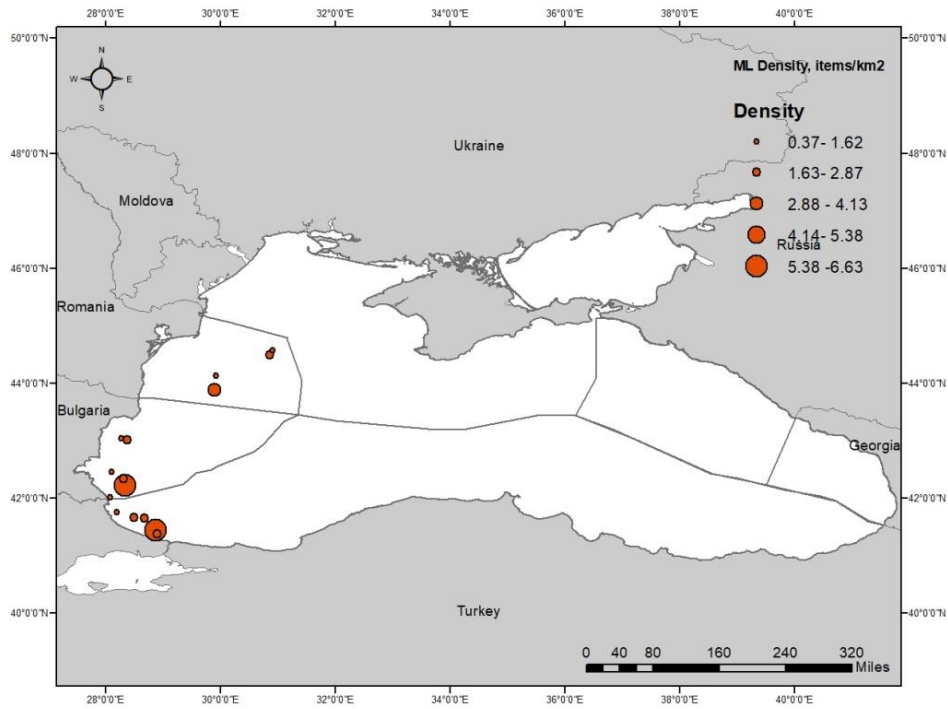 28°0'0"E 30°0'0"E 32°0'0"E 34°0'0"E 36°0'0"E 38°0'0"E 40°0'0"E
50°0'0"N 50°0'0"N
N
W E
S
ML Density, items/km2
Density
0.37- 1.62
1.63- 2.87
2.88 - 4.13
4.14- 5.38
5.38 -6.63
Ukraine
48°0'0"N 48°0'0"N
Moldova
Russia
46°0'0"N 46°0'0"N
Romania
44°0'0"N 44°0'0"N
Bulgaria
Georgia
42°0'0"N 42°0'0"N
Turkey
40°0'0"N 40°0'0"N
0 40 80 160 240 320
Miles
28°0'0"E 30°0'0"E 32°0'0"E 34°0'0"E 36°0'0"E 38°0'0"E 40°0'0"E